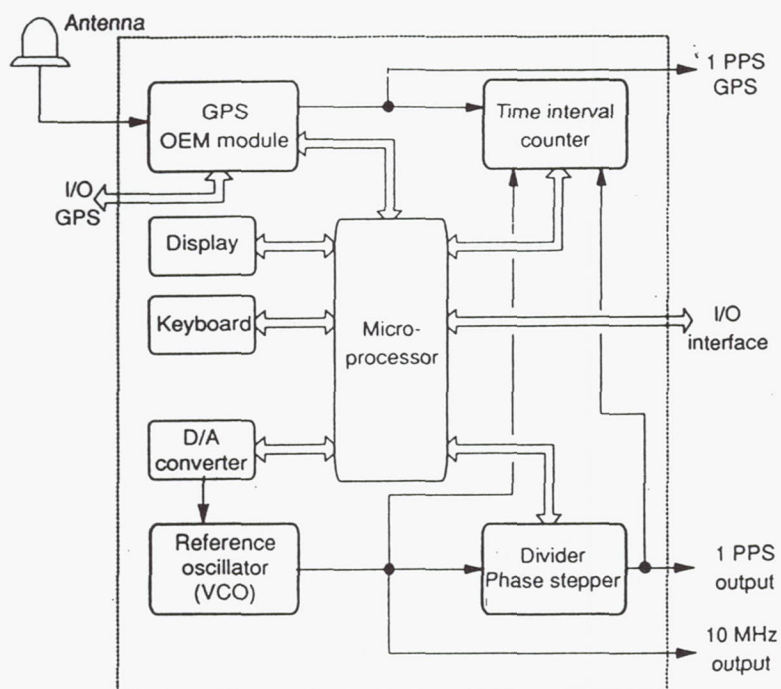 Antenna
1 PPS
GPS
GPS
OEM module
Time interval
counter
I/O
GPS
Display
Keyboard
Micro-
processor
I/O
interface
D/A
converter
Reference
oscillator
(VCO)
Divider
Phase stepper
1 PPS
output
10 MHz
output